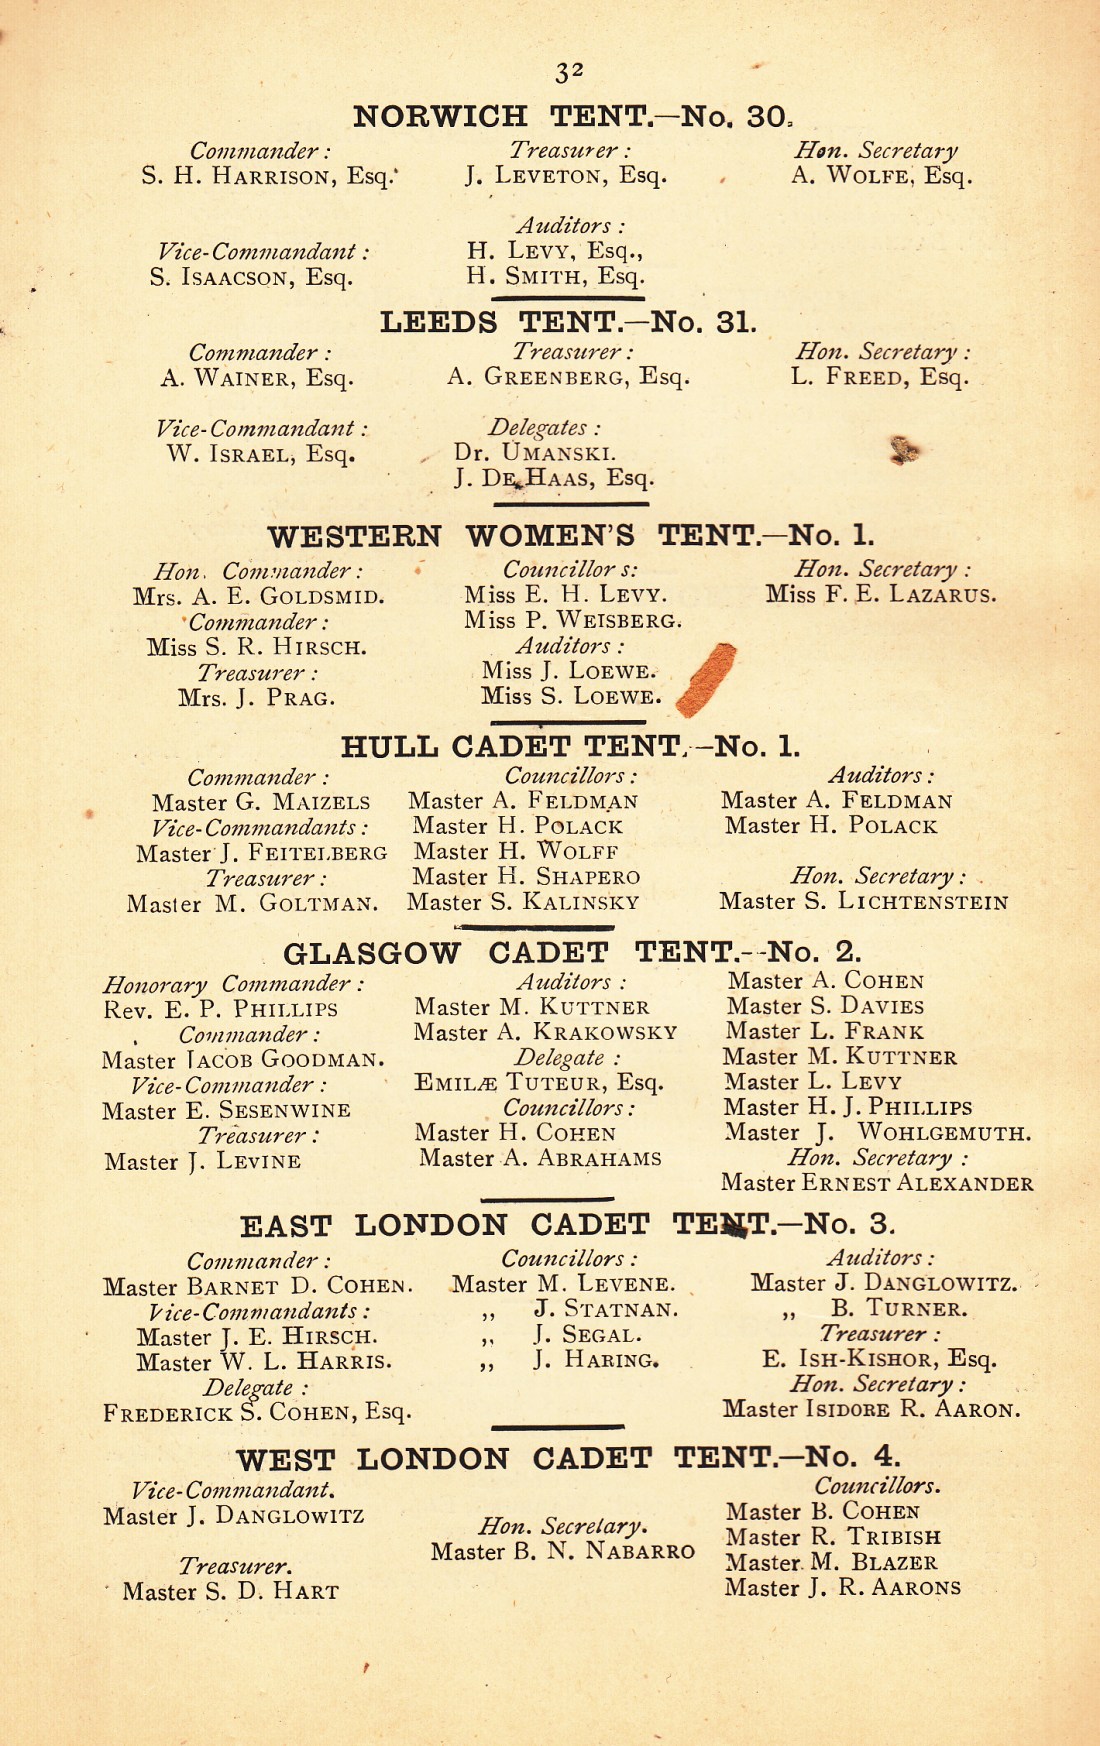 32
NORWICH TENT.—No. 30.
Commander :
S. H. HARRISON, Esq.
Vice-Commandant :
S. ISAACSON, Esq.
Treasurer :
J. LEVETON, Esq.
Auditors :
H. LEVY, Esq.,
H. SMITH, Esq.
Hon. Secretary
A. WOLFE, Esq.
LEEDS TENT.—No. 31.
Commander :
A. WAINER, Esq.
Vice-Commandant :
W. ISRAEL, Esq.
Treasurer :
A. GREENBERG, Esq.
Delegates :
Dr. UMANSKI.
J. DE HAAS, Esq.
Hon. Secretary :
L. FREED, Esq.
WESTERN WOMEN'S TENT.—No. 1.
Hon. Commander :
Mrs. A. E. GOLDSMID.
Commander :
Miss S. R. HIRSCH.
Treasurer :
Mrs. J. PRAG.
Councillor s:
Miss E. H. LEVY.
Miss P. WEISBERG.
Auditors :
Miss J. LOEWE.
Miss S. LOEWE.
Hon. Secretary :
Miss F. E. LAZARUS.
HULL CADET TENT.—No. 1.
Commander :
Master G. MAIZELS
Vice-Commandants :
Master J. FEITELBERG
Treasurer :
Master M. GOLTMAN.
Councillors :
Master A. FELDMAN
Master H. POLACK
Master H. WOLFF
Master H. SHAPERO
Master S. KALINSKY
Auditors :
Master A. FELDMAN
Master H. POLACK
Hon. Secretary :
Master S. LICHTENSTEIN
GLASGOW CADET TENT.--No. 2.
Honorary Commander :
Rev. E. P. PHILLIPS
Commander :
Master JACOB GOODMAN.
Vice-Commander :
Master E. SESENWINE
Treasurer :
Master J. LEVINE
Auditors :
Master M. KUTTNER
Master A. KRAKOWSKY
Delegate :
EMILÆ TUTEUR, Esq.
Councillors :
Master H. COHEN
Master A. ABRAHAMS
Master A. COHEN
Master S. DAVIES
Master L. FRANK
Master M. KUTTNER
Master L. LEVY
Master H. J. PHILLIPS
Master J. WOHLGEMUTH.
Hon. Secretary :
Master ERNEST ALEXANDER
EAST LONDON CADET TENT.—No. 3.
Commander :
Master BARNET D. COHEN.
Vice-Commandants :
Master J. E. HIRSCH.
Master W. L. HARRIS.
Delegate :
FREDERICK S. COHEN, Esq.
Councillors :
Master M. LEVENE.
,, J. STATNAN.
,, J. SEGAL.
,, J. HARING.
Auditors :
Master J. DANGLOWITZ.
,, B. TURNER.
Treasurer :
E. ISH-KISHOR, Esq.
Hon. Secretary :
Master ISIDORE R. AARON.
WEST LONDON CADET TENT.—No. 4.
Vice-Commandant.
Master J. DANGLOWITZ
Treasurer.
Master S. D. HART
Hon. Secretary.
Master B. N. NABARRO
Councillors.
Master B. COHEN
Master R. TRIBISH
Master M. BLAZER
Master J. R. AARONS